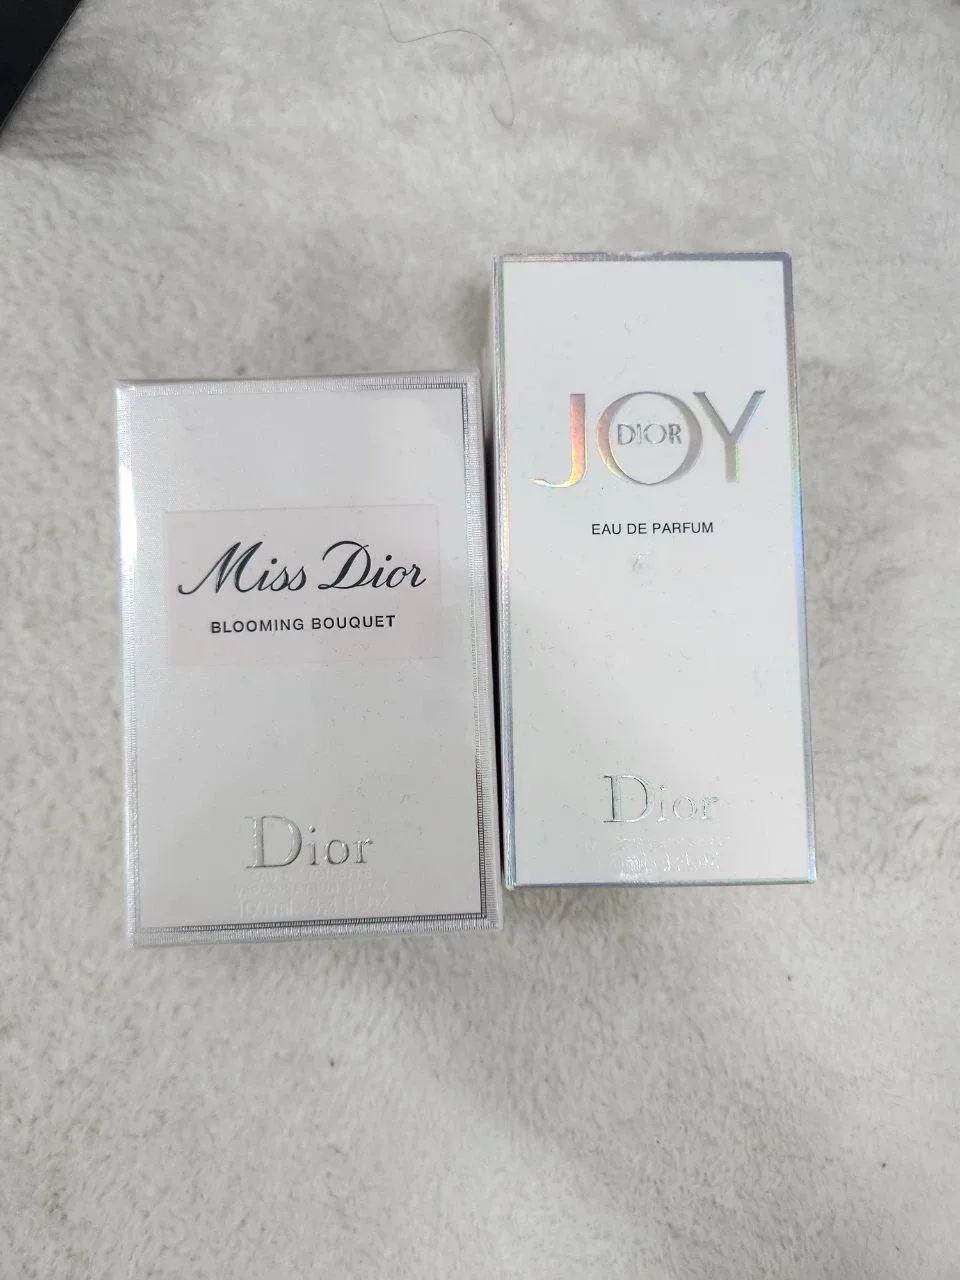 Miss Dior
BLOOMING BOUQUET
Dior
JOY
DIOR
EAU DE PARFUM
Dior